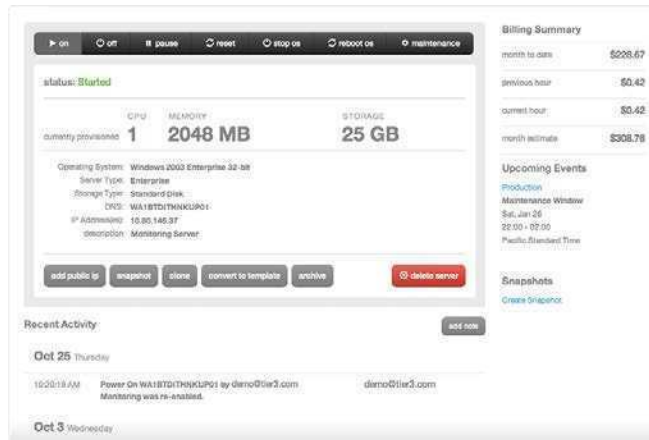 on off pause reset stop os reboot os maintenance
status: Started
CPU MEMORY STORAGE
currently provisioned 1 2048 MB 25 GB
Operating System: Windows 2003 Enterprise 32-bit
Server Type: Enterprise
Storage Type: Standard Disk
DNS: WA1BTDITHNKUP01
IP Address(es): 10.80.146.37
description: Monitoring Server
add public ip snapshot clone convert to template archive delete server
Recent Activity add note
Oct 25 Thursday
10:20:19 AM Power On WA1BTDITHNKUP01 by demo@tier3.com demo@tier3.com
Monitoring was re-enabled.
Oct 3 Wednesday
Billing Summary
month to date $226.67
previous hour $0.42
current hour $0.42
month estimate $308.76
Upcoming Events
Production
Maintenance Window
Sat, Jan 26
22:00 - 02:00
Pacific Standard Time
Snapshots
Create Snapshot